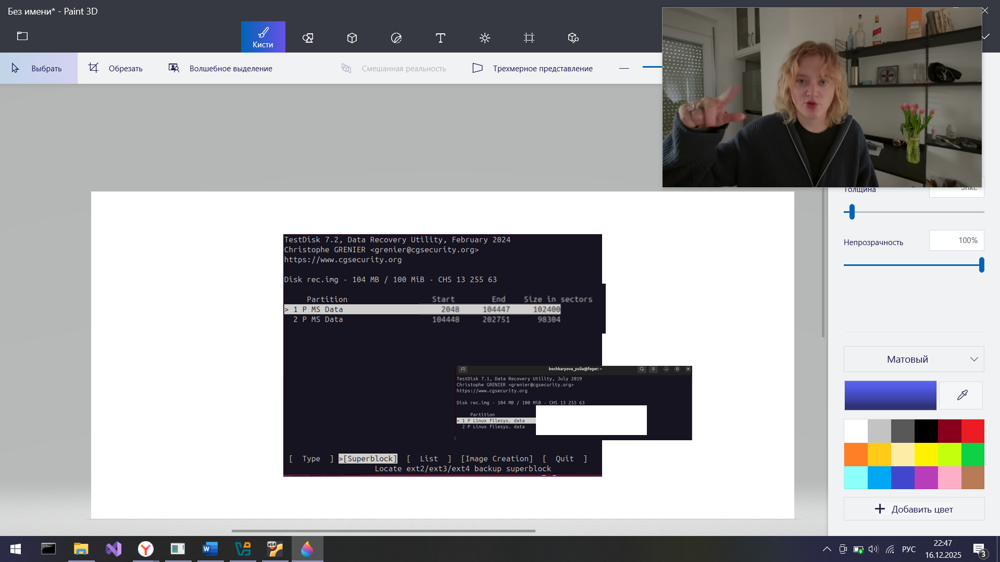 Без имени* - Paint 3D
Кисти
Выбрать
Обрезать
Волшебное выделение
Смешанная реальность
Трехмерное представление
Толщина
5пкс
Непрозрачность
100%
Матовый
Добавить цвет
TestDisk 7.2, Data Recovery Utility, February 2024
Christophe GRENIER <grenier@cgsecurity.org>
https://www.cgsecurity.org
Disk rec.img - 104 MB / 100 MiB - CHS 13 255 63
Partition Start End Size in sectors
> 1 P MS Data 2048 104447 102400
2 P MS Data 104448 202751 98304
bochkaryova_yulia@feger: ~
TestDisk 7.1, Data Recovery Utility, July 2019
Christophe GRENIER <grenier@cgsecurity.org>
https://www.cgsecurity.org
Disk rec.img - 104 MB / 100 MiB - CHS 13 255 63
Partition
> 1 P Linux filesys. data
2 P Linux filesys. data
[ Type ] >[Superblock] [ List ] [Image Creation] [ Quit ]
Locate ext2/ext3/ext4 backup superblock
x64
РУС
22:47
16.12.2025
3